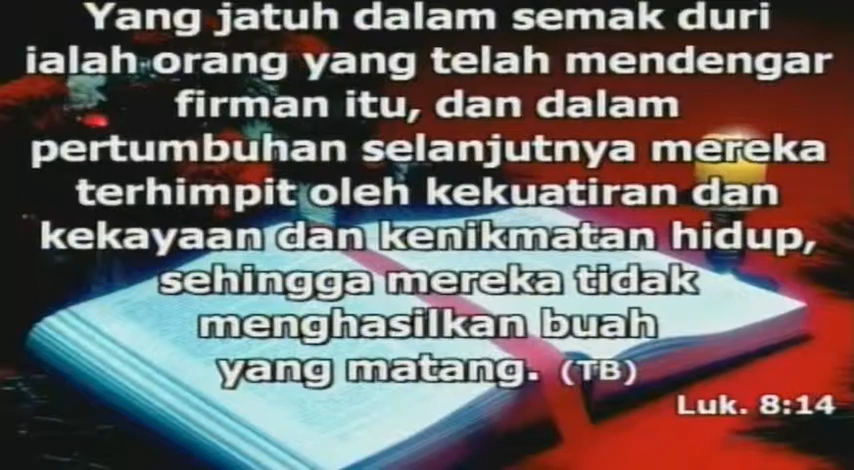 Yang jatuh dalam semak duri
ialah orang yang telah mendengar
firman itu, dan dalam
pertumbuhan selanjutnya mereka
terhimpit oleh kekuatiran dan
kekayaan dan kenikmatan hidup,
sehingga mereka tidak
menghasilkan buah
yang matang. (TB)
Luk. 8:14